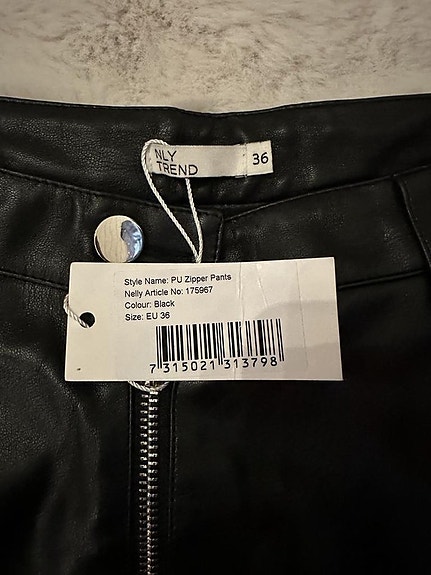 NLY
TREND
36
Style Name: PU Zipper Pants
Nelly Article No: 175967
Colour: Black
Size: EU 36
7 315021 313798